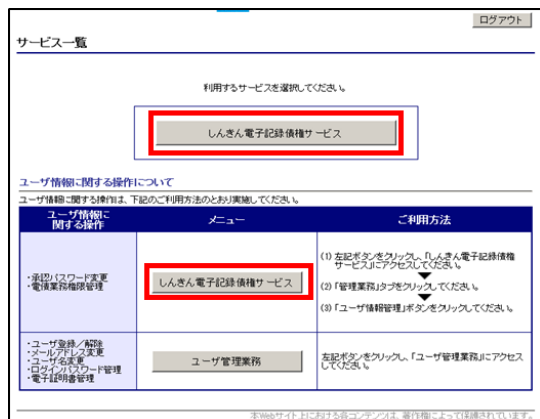 ログアウト
サービス一覧
利用するサービスを選択してください。
しんきん電子記録債権サービス
ユーザ情報に関する操作について
ユーザ情報に関する操作は、下記のご利用方法のとおり実施してください。
ユーザ情報に
関する操作
メニュー
ご利用方法
・承認パスワード変更
・電債業務権限管理
しんきん電子記録債権サービス
(1) 左記ボタンをクリックし、「しんきん電子記録債権
サービス」にアクセスしてください。
(2) 「管理業務」タブをクリックしてください。
(3) 「ユーザ情報管理」ボタンをクリックしてください。
・ユーザ登録／解除
・メールアドレス変更
・ユーザ名変更
・ログインパスワード管理
・電子証明書管理
ユーザ管理業務
左記ボタンをクリックし、「ユーザ管理業務」にアクセス
してください。
本Webサイト上における各コンテンツは、著作権によって保護されています。